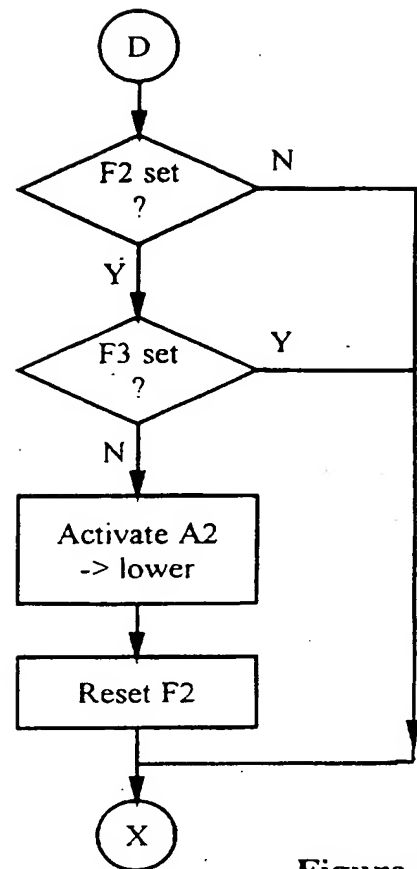 D
F2 set
?
N
Y
F3 set
?
Y
N
Activate A2
-> lower
Reset F2
X